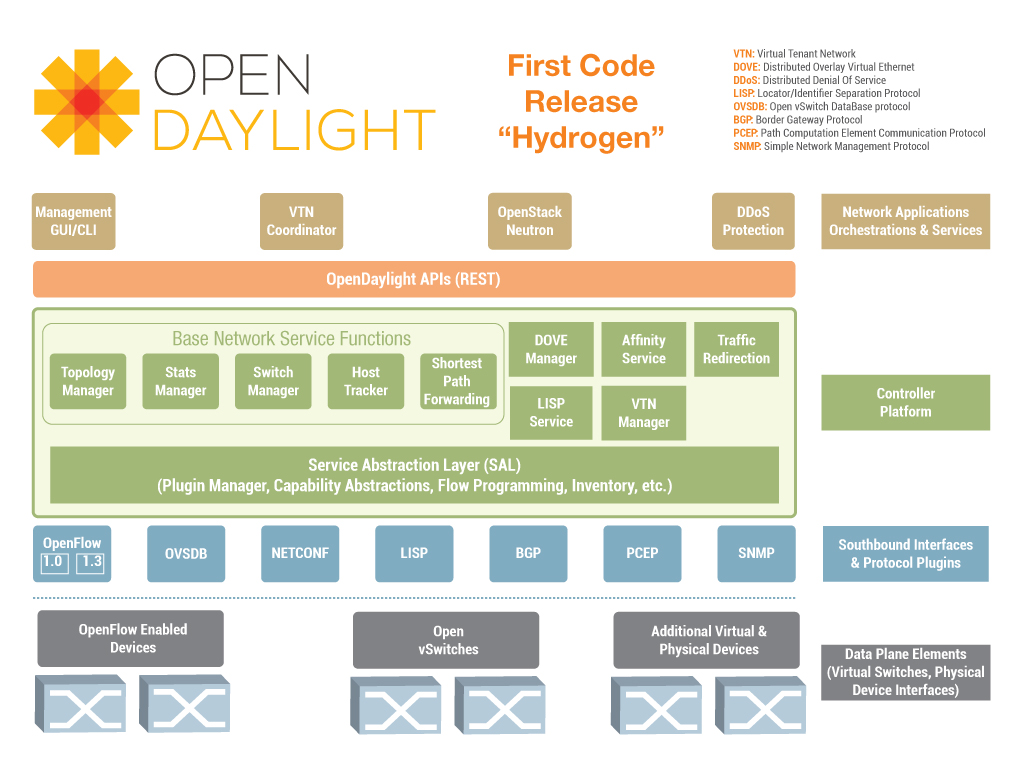 OPEN
DAYLIGHT
First Code
Release
“Hydrogen”
VTN: Virtual Tenant Network
DOVE: Distributed Overlay Virtual Ethernet
DDoS: Distributed Denial Of Service
LISP: Locator/Identifier Separation Protocol
OVSDB: Open vSwitch DataBase protocol
BGP: Border Gateway Protocol
PCEP: Path Computation Element Communication Protocol
SNMP: Simple Network Management Protocol
Management
GUI/CLI
VTN
Coordinator
OpenStack
Neutron
DDoS
Protection
Network Applications
Orchestrations & Services
OpenDaylight APIs (REST)
Base Network Service Functions
Topology
Manager
Stats
Manager
Switch
Manager
Host
Tracker
Shortest
Path
Forwarding
DOVE
Manager
Affinity
Service
Traffic
Redirection
LISP
Service
VTN
Manager
Controller
Platform
Service Abstraction Layer (SAL)
(Plugin Manager, Capability Abstractions, Flow Programming, Inventory, etc.)
OpenFlow
1.0 1.3
OVSDB
NETCONF
LISP
BGP
PCEP
SNMP
Southbound Interfaces
& Protocol Plugins
OpenFlow Enabled
Devices
Open
vSwitches
Additional Virtual &
Physical Devices
Data Plane Elements
(Virtual Switches, Physical
Device Interfaces)